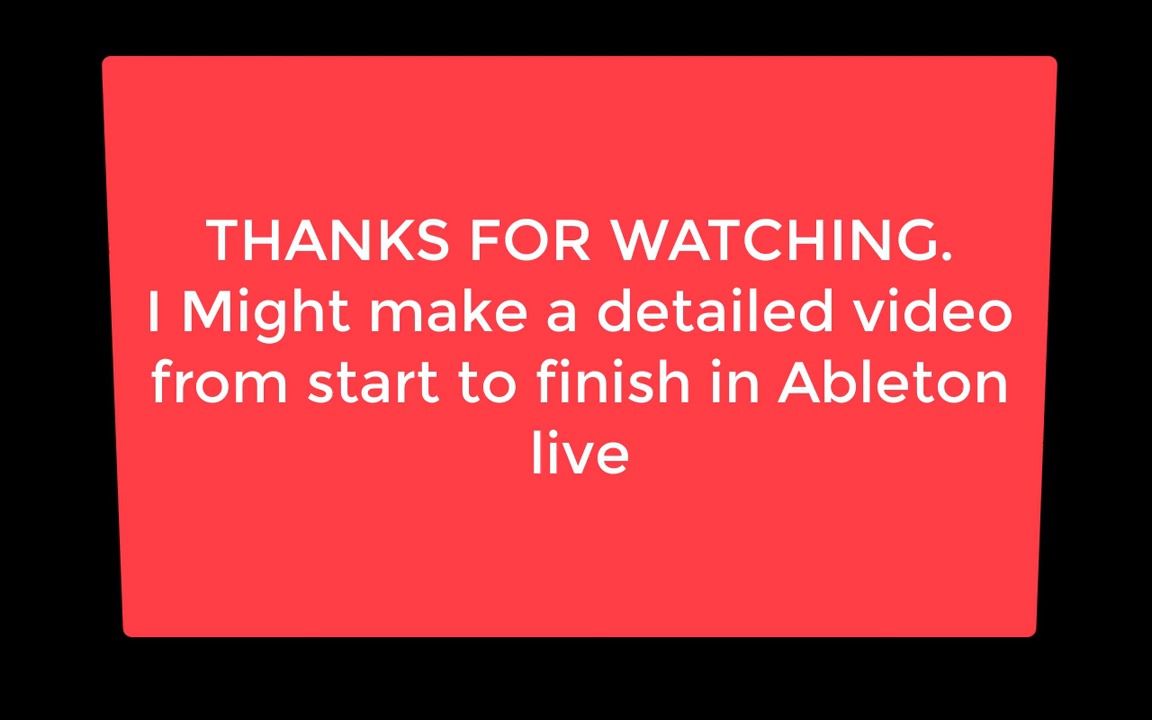 THANKS FOR WATCHING.
I Might make a detailed video
from start to finish in Ableton
live